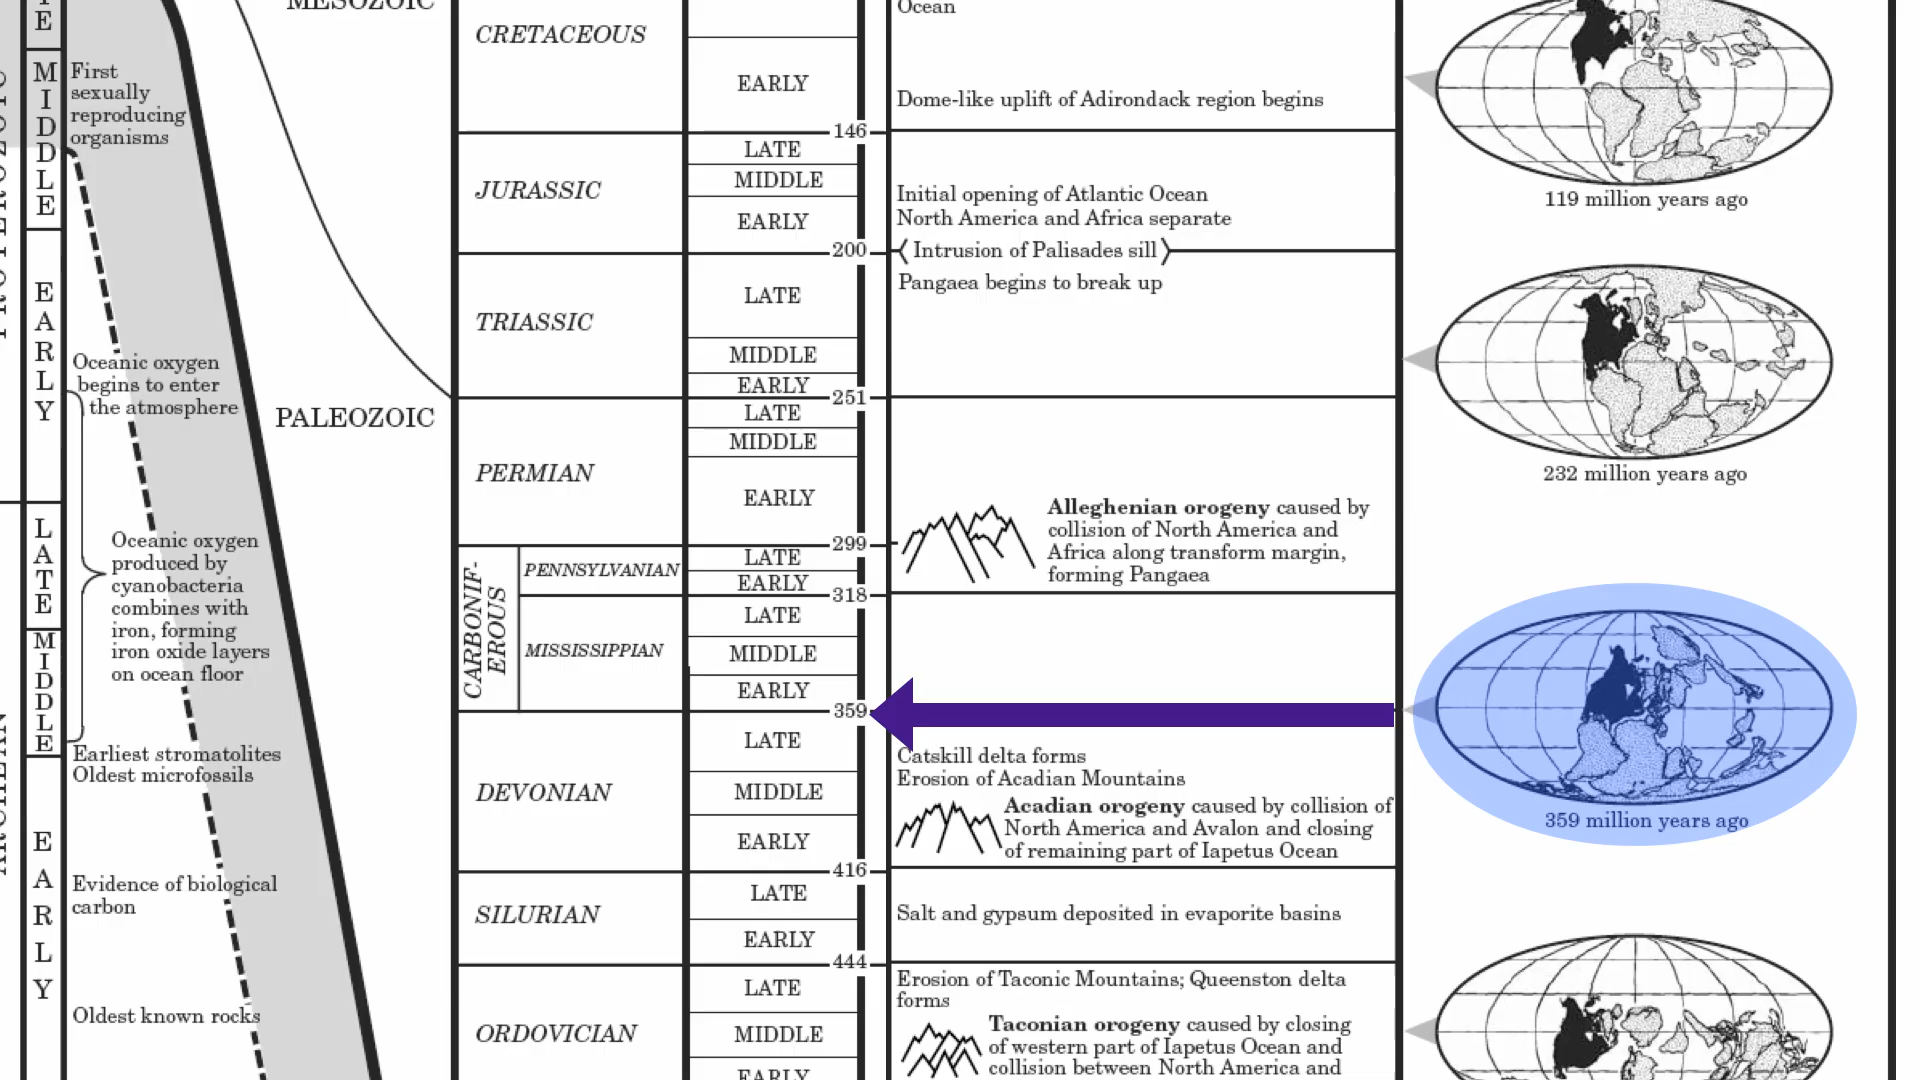 TE
MIDDLE
First
sexually
reproducing
organisms
EARLY
Oceanic oxygen
begins to enter
the atmosphere
LATE
Oceanic oxygen
produced by
cyanobacteria
combines with
iron, forming
iron oxide layers
on ocean floor
MIDDLE
Earliest stromatolites
Oldest microfossils
EARLY
Evidence of biological
carbon
Oldest known rocks
MESOZOIC
PALEOZOIC
CRETACEOUS
EARLY
146
JURASSIC
LATE
MIDDLE
EARLY
200
TRIASSIC
LATE
MIDDLE
EARLY
251
PERMIAN
LATE
MIDDLE
EARLY
299
CARBONIF-
EROUS
PENNSYLVANIAN
LATE
EARLY
318
MISSISSIPPIAN
LATE
MIDDLE
EARLY
359
DEVONIAN
LATE
MIDDLE
EARLY
416
SILURIAN
LATE
EARLY
444
ORDOVICIAN
LATE
MIDDLE
EARLY
Ocean
Dome-like uplift of Adirondack region begins
Initial opening of Atlantic Ocean
North America and Africa separate
Intrusion of Palisades sill
Pangaea begins to break up
Alleghenian orogeny caused by
collision of North America and
Africa along transform margin,
forming Pangaea
Catskill delta forms
Erosion of Acadian Mountains
Acadian orogeny caused by collision of
North America and Avalon and closing
of remaining part of Iapetus Ocean
Salt and gypsum deposited in evaporite basins
Erosion of Taconic Mountains; Queenston delta
forms
Taconian orogeny caused by closing
of western part of Iapetus Ocean and
collision between North America and
119 million years ago
232 million years ago
359 million years ago